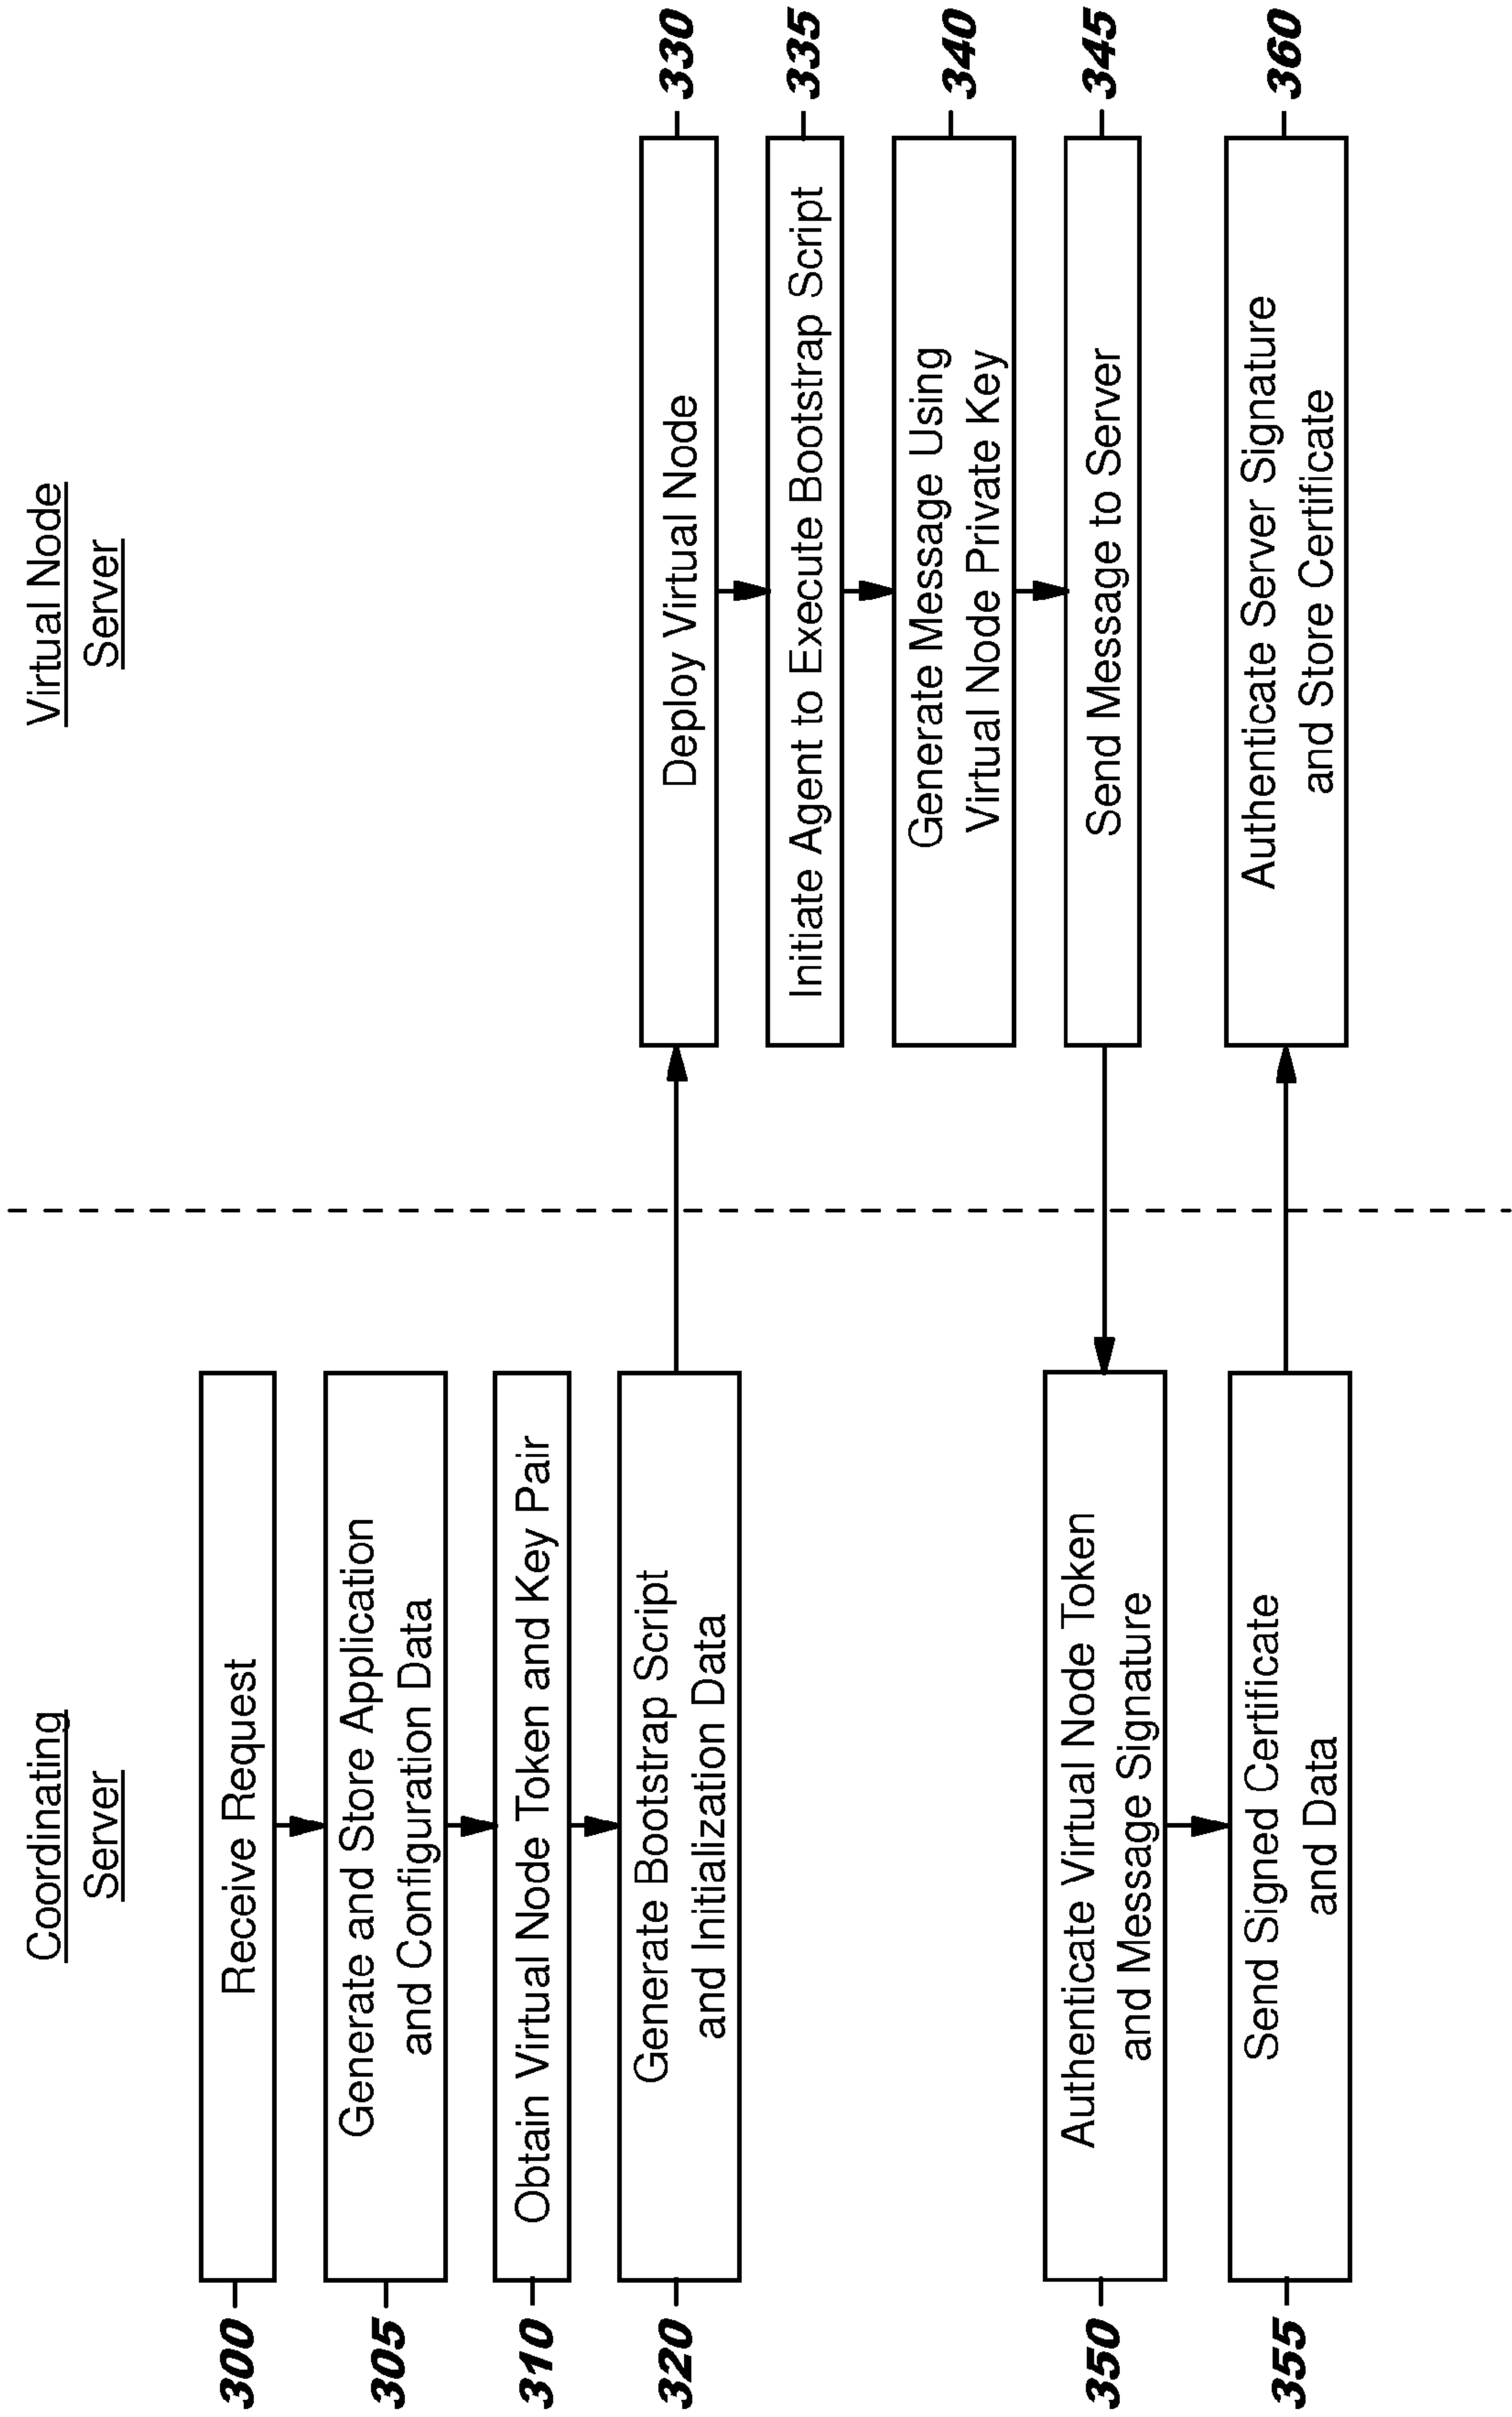 Coordinating
Server
Virtual Node
Server
300
Receive Request
305
Generate and Store Application
and Configuration Data
310
Obtain Virtual Node Token and Key Pair
320
Generate Bootstrap Script
and Initialization Data
Deploy Virtual Node
330
Initiate Agent to Execute Bootstrap Script
335
Generate Message Using
Virtual Node Private Key
340
Send Message to Server
345
350
Authenticate Virtual Node Token
and Message Signature
355
Send Signed Certificate
and Data
Authenticate Server Signature
and Store Certificate
360